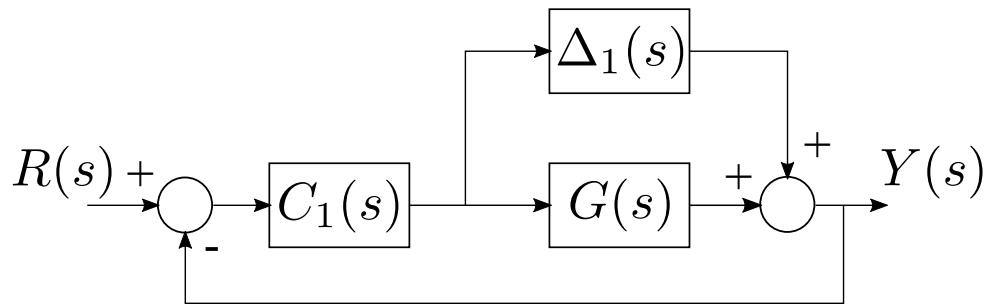 Δ₁(s)
+
R(s) + C₁(s) G(s) + Y(s)
-